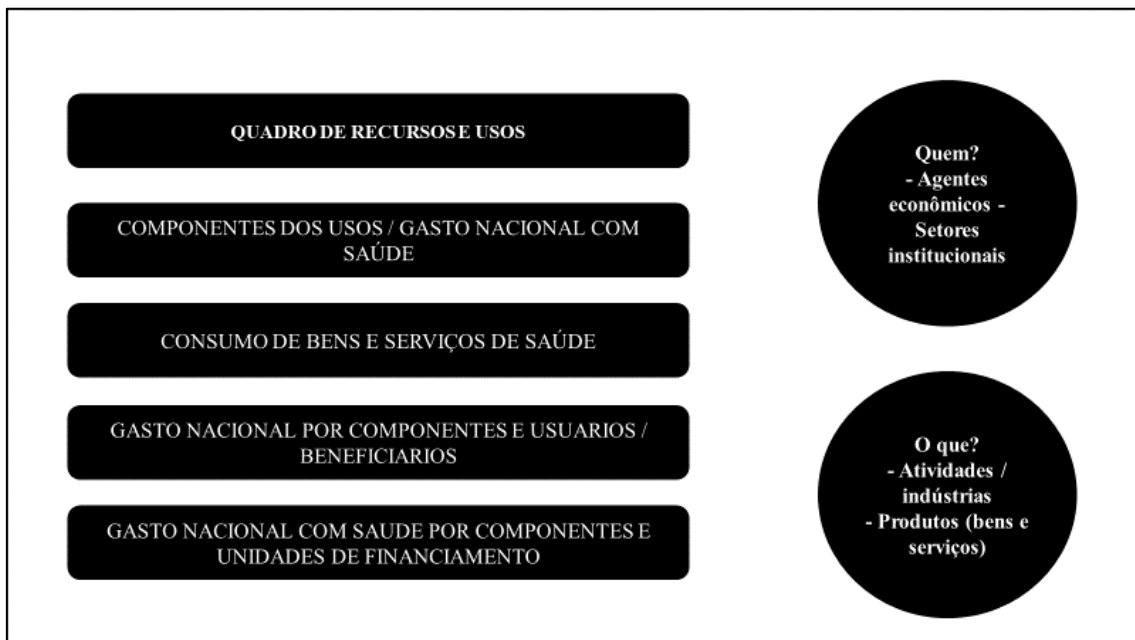 QUADRO DE RECURSOS E USOS
COMPONENTES DOS USOS / GASTO NACIONAL COM
SAÚDE
CONSUMO DE BENS E SERVIÇOS DE SAÚDE
GASTO NACIONAL POR COMPONENTES E USUARIOS /
BENEFICIARIOS
GASTO NACIONAL COM SAUDE POR COMPONENTES E
UNIDADES DE FINANCIAMENTO
Quem?
- Agentes
econômicos -
Setores
institucionais
O que?
- Atividades /
indústrias
- Produtos (bens e
serviços)